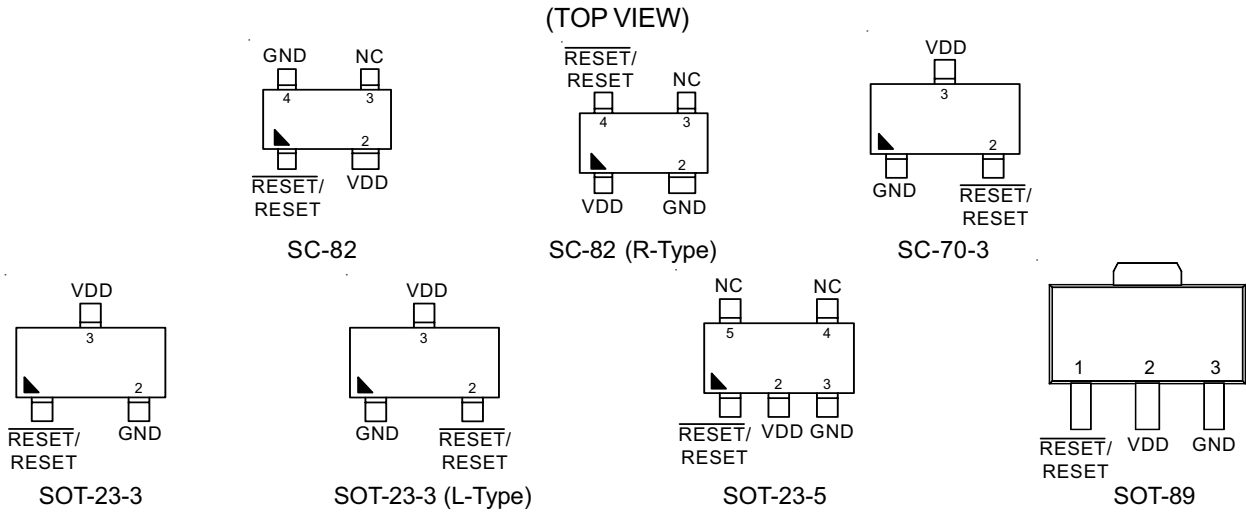 (TOP VIEW)
GND NC
4 3
2
RESET/
RESET
VDD
SC-82
RESET/
RESET
NC
4 3
2
VDD GND
SC-82 (R-Type)
VDD
3
2
GND
RESET/
RESET
SC-70-3
VDD
3
2
RESET/
RESET
GND
SOT-23-3
VDD
3
2
GND
RESET/
RESET
SOT-23-3 (L-Type)
NC NC
5 4
2 3
RESET/
RESET
VDD GND
SOT-23-5
1 2 3
RESET/
RESET
VDD GND
SOT-89